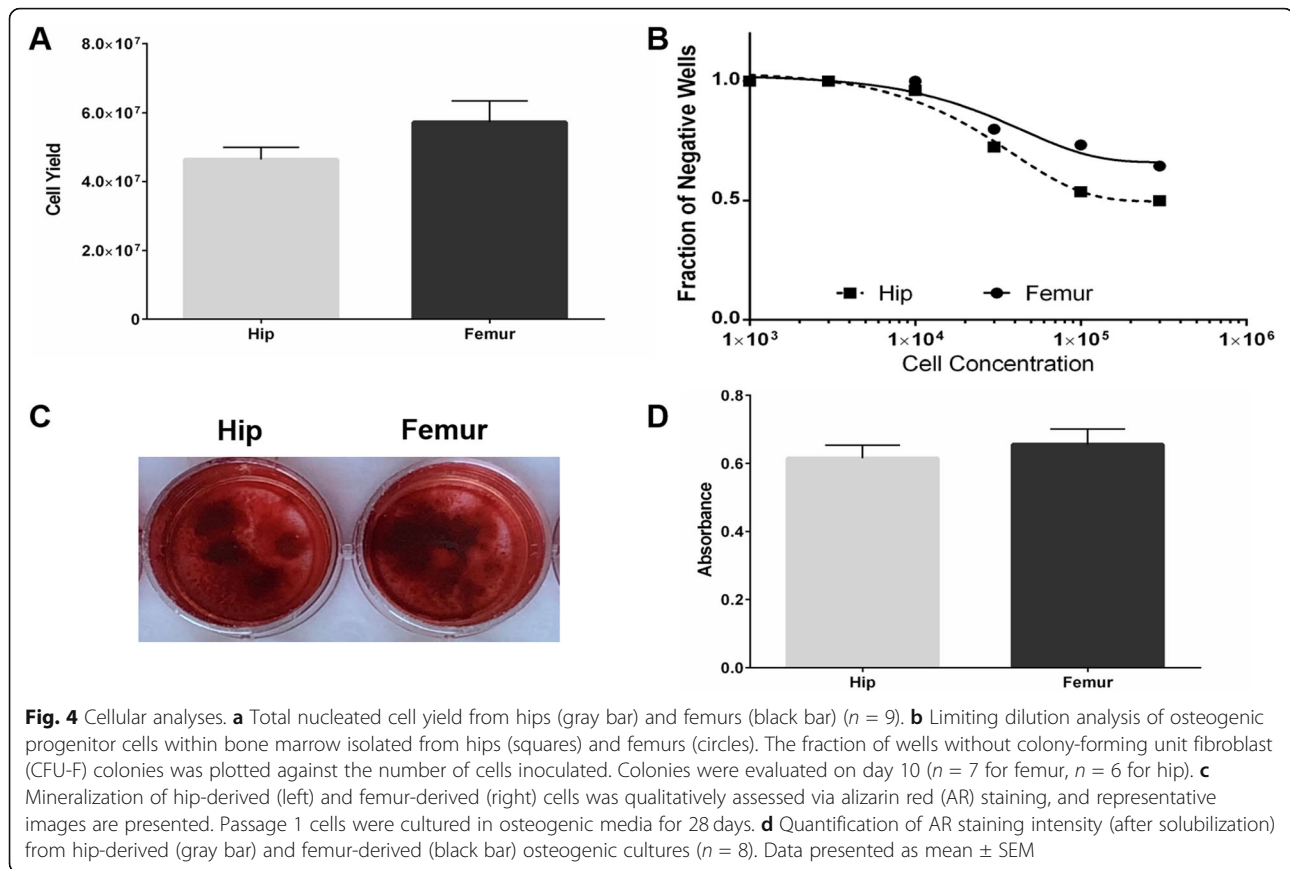 A
8.0×10⁷
6.0×10⁷
4.0×10⁷
2.0×10⁷
0
Cell Yield
Hip
Femur
B
1.0
0.5
0.0
Fraction of Negative Wells
Hip
Femur
1×10³
1×10⁴
1×10⁵
1×10⁶
Cell Concentration
C
Hip
Femur
D
0.8
0.6
0.4
0.2
0.0
Absorbance
Hip
Femur
Fig. 4 Cellular analyses. a Total nucleated cell yield from hips (gray bar) and femurs (black bar) (n = 9). b Limiting dilution analysis of osteogenic
progenitor cells within bone marrow isolated from hips (squares) and femurs (circles). The fraction of wells without colony-forming unit fibroblast
(CFU-F) colonies was plotted against the number of cells inoculated. Colonies were evaluated on day 10 (n = 7 for femur, n = 6 for hip). c
Mineralization of hip-derived (left) and femur-derived (right) cells was qualitatively assessed via alizarin red (AR) staining, and representative
images are presented. Passage 1 cells were cultured in osteogenic media for 28 days. d Quantification of AR staining intensity (after solubilization)
from hip-derived (gray bar) and femur-derived (black bar) osteogenic cultures (n = 8). Data presented as mean ± SEM